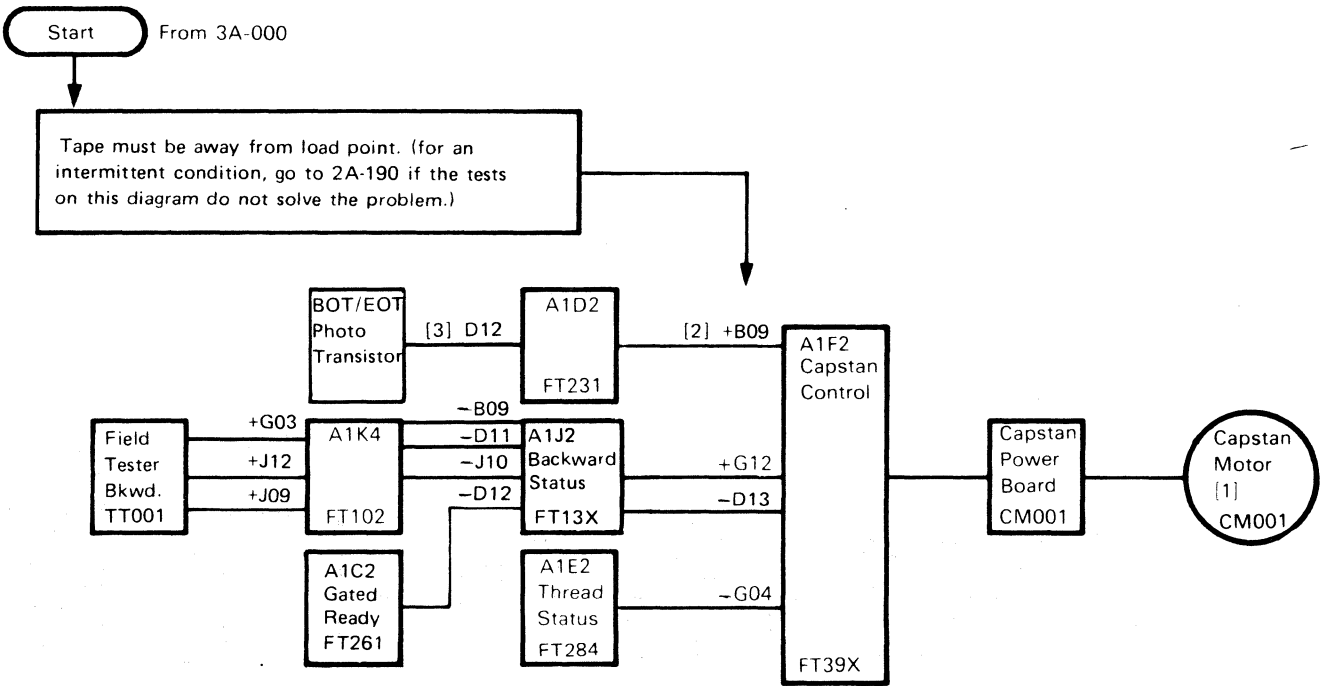 Start
From 3A-000
Tape must be away from load point. (for an
intermittent condition, go to 2A-190 if the tests
on this diagram do not solve the problem.)
BOT/EOT
Photo
Transistor
[3] D12
A1D2
FT231
[2] +B09
A1F2
Capstan
Control
FT39X
Field
Tester
Bkwd.
TT001
+G03
+J12
+J09
A1K4
FT102
−B09
−D11
−J10
−D12
A1J2
Backward
Status
FT13X
+G12
−D13
A1C2
Gated
Ready
FT261
A1E2
Thread
Status
FT284
−G04
Capstan
Power
Board
CM001
Capstan
Motor
[1]
CM001